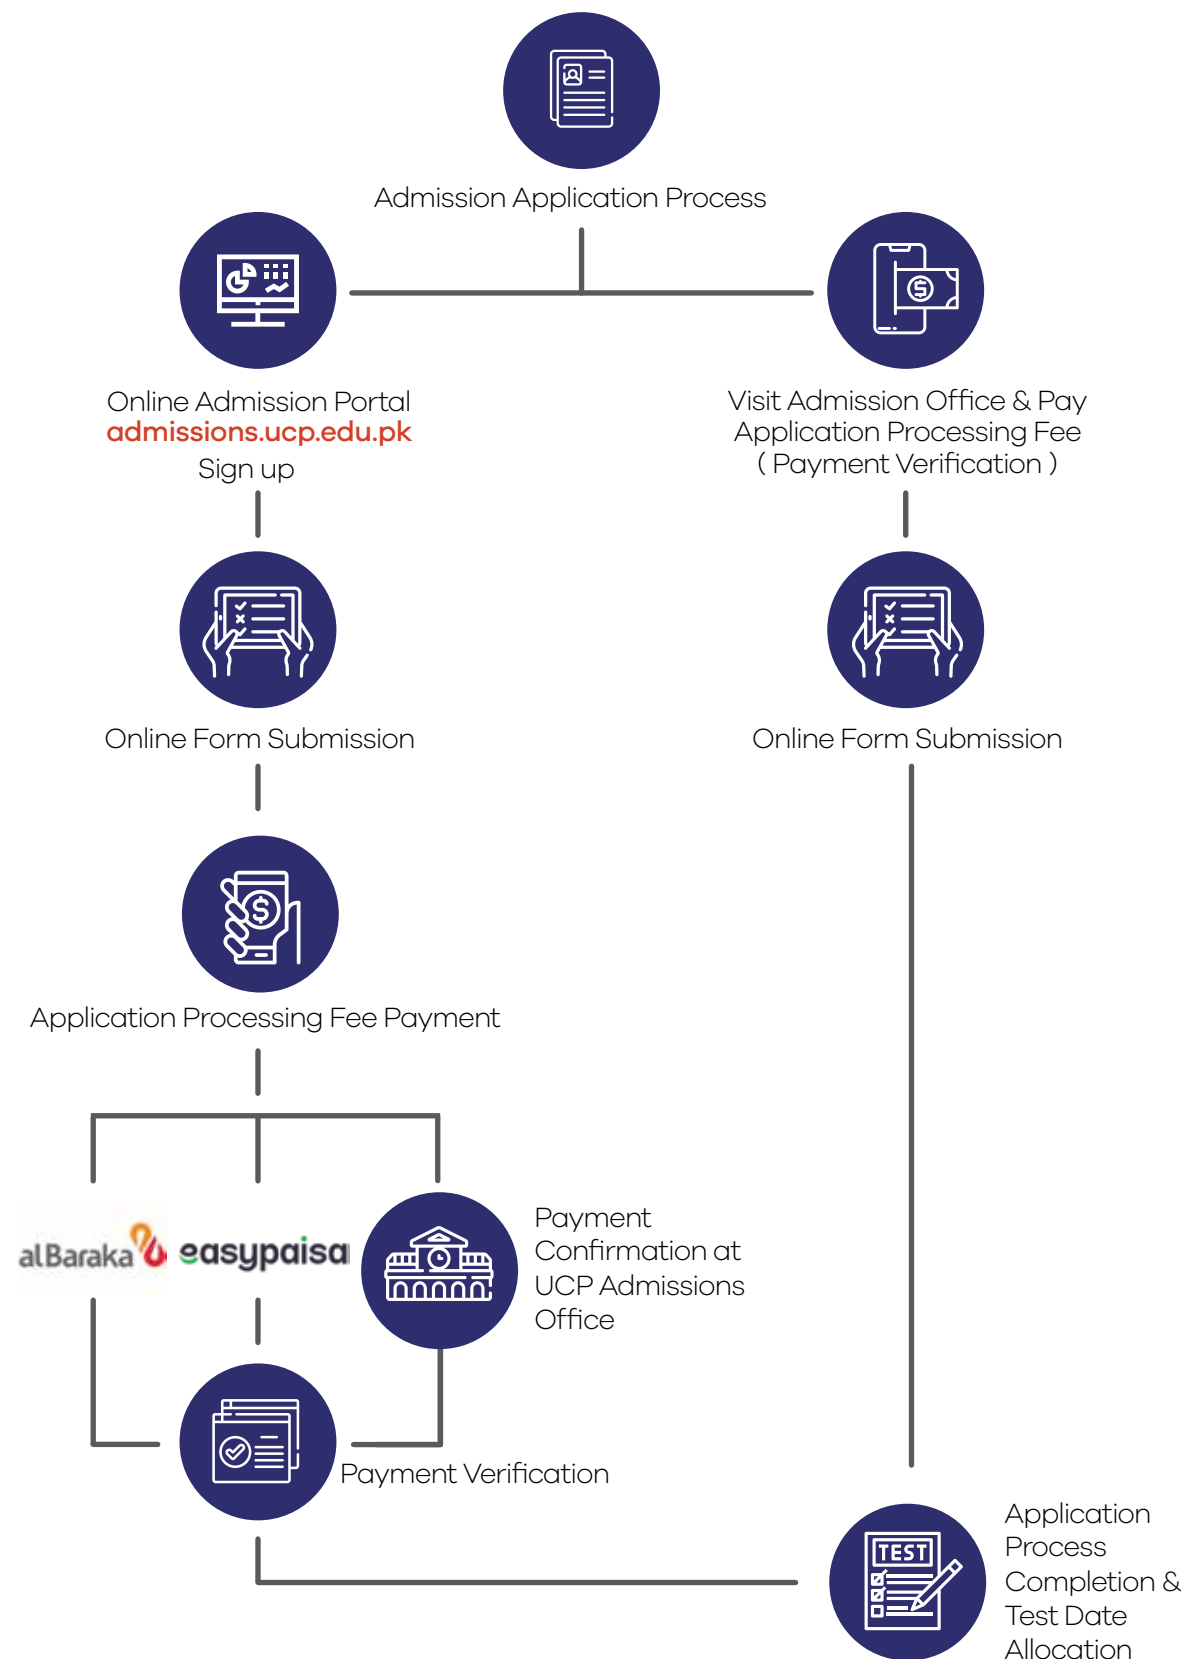 Admission Application Process
Online Admission Portal
admissions.ucp.edu.pk
Sign up
Visit Admission Office & Pay
Application Processing Fee
( Payment Verification )
Online Form Submission
Online Form Submission
Application Processing Fee Payment
alBaraka
easypaisa
Payment
Confirmation at
UCP Admissions
Office
Payment Verification
TEST
Application
Process
Completion &
Test Date
Allocation